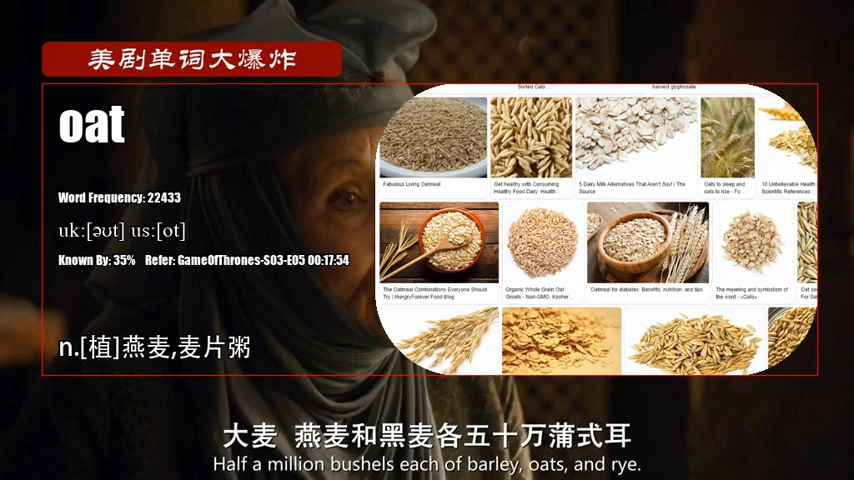 美剧单词大爆炸
oat
Word Frequency: 22433
uk:[əʊt] us:[ot]
Known By: 35% Refer: GameOfThrones-S03-E05 00:17:54
n.[植]燕麦,麦片粥
Sorted Oats ...
harvest glyphosate
Fabulous Living Oatmeal
Get healthy with Consuming
Healthy Food Daily: Health...
5 Dairy Milk Alternatives That Aren't Soy! | The
Source
Oats to sleep and
oats to rise - Fo...
10 Unbelievable Health
Scientific References ...
The Oatmeal Combinations Everyone Should
Try | HungryForever Food Blog
Organic Whole Grain Oat
Groats - Non-GMO, Kosher...
Oatmeal for diabetes: Benefits, nutrition, and tips
The meaning and symbolism of
the word - «Oats»
Oat se
For Sal
大麦 燕麦和黑麦各五十万蒲式耳
Half a million bushels each of barley, oats, and rye.